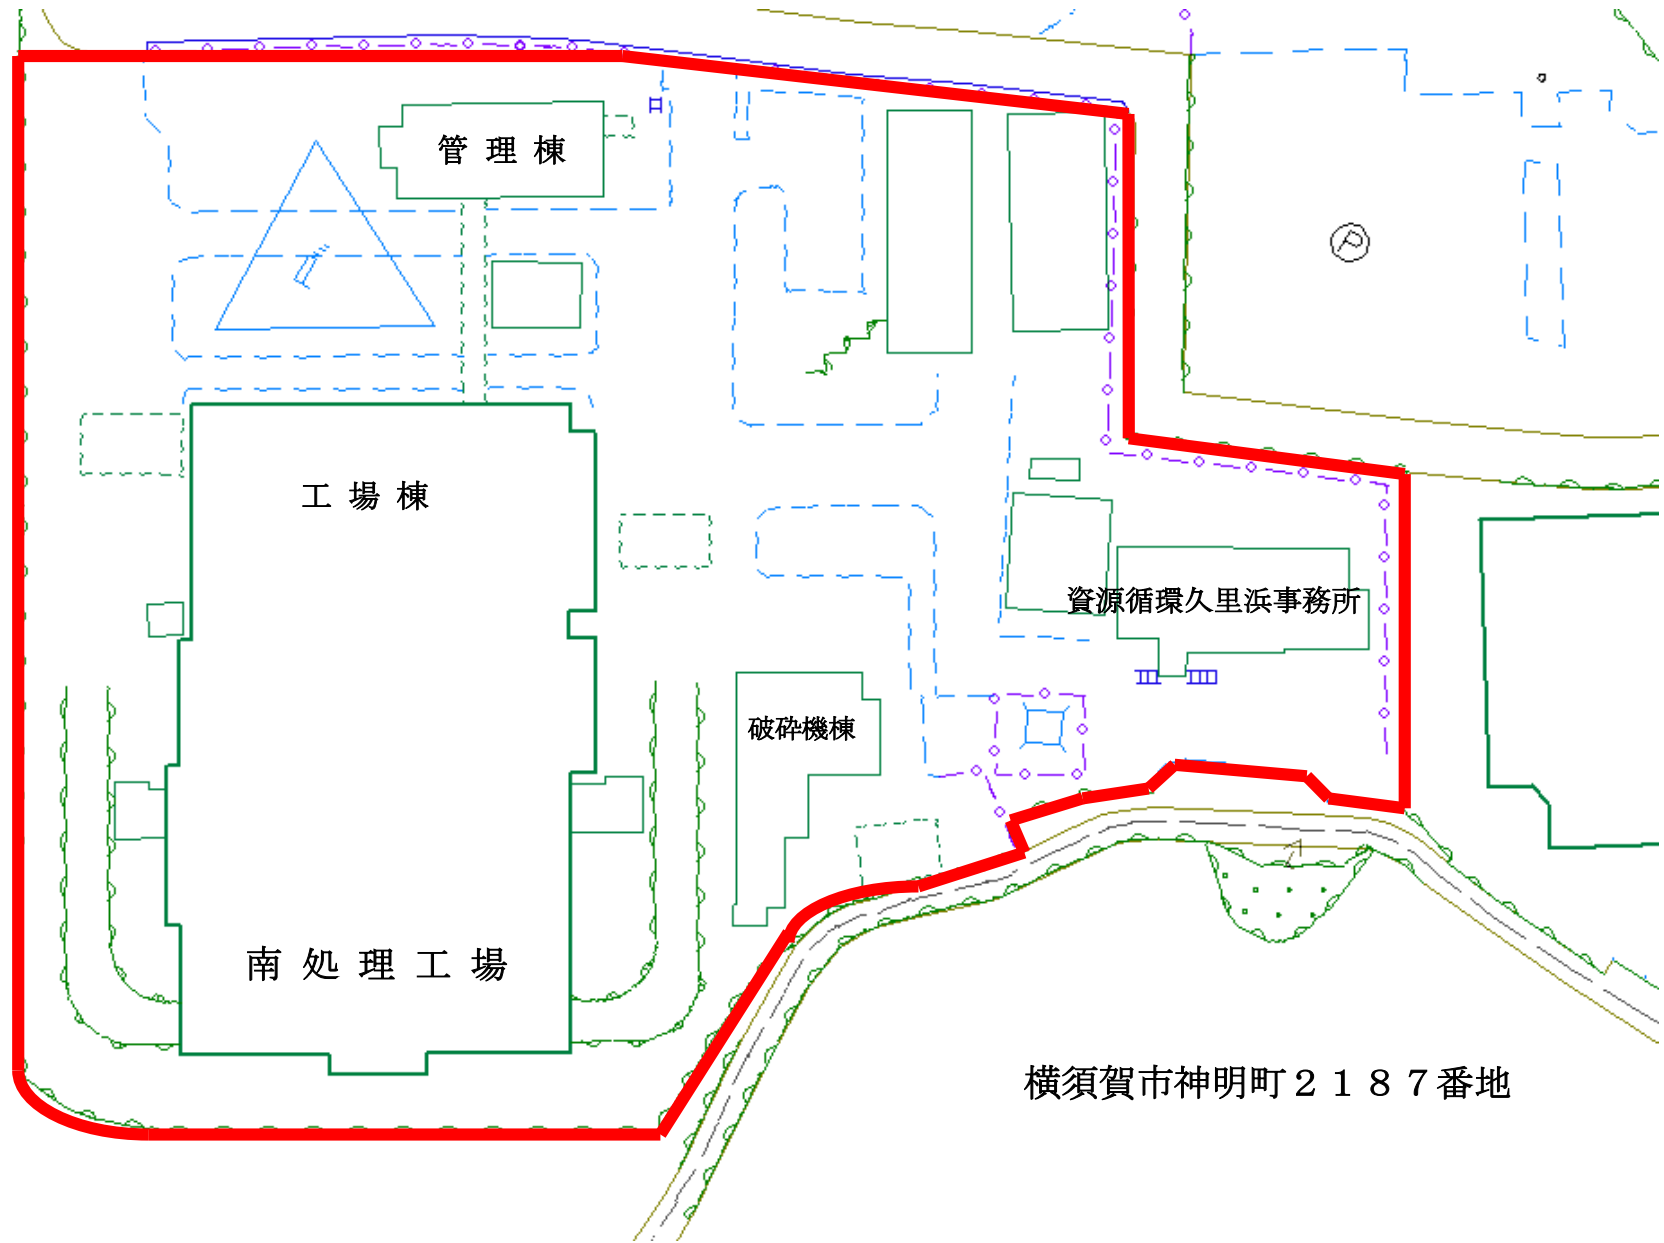 管理棟
P
工場棟
資源循環久里浜事務所
破砕機棟
南処理工場
横須賀市神明町２１８７番地